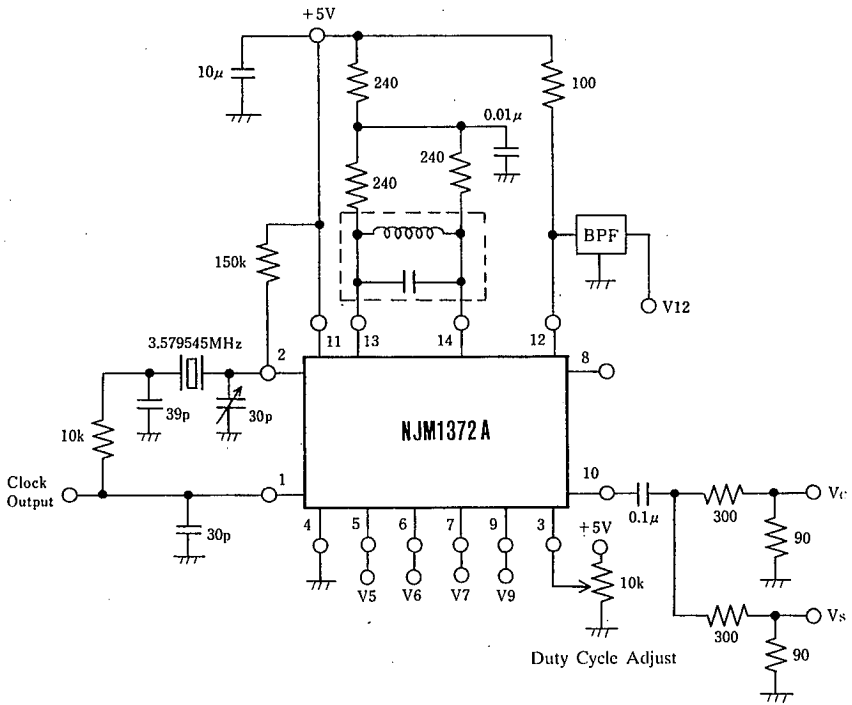 +5V
10μ
240
100
0.01μ
240
240
150k
BPF
V12
11
13
14
12
3.579545MHz
2
8
39p
30p
NJM1372A
10k
Clock
Output
1
10
0.1μ
300
Vc
90
30p
4
5
6
7
9
3
+5V
10k
V5
V6
V7
V9
300
Vs
90
Duty Cycle Adjust